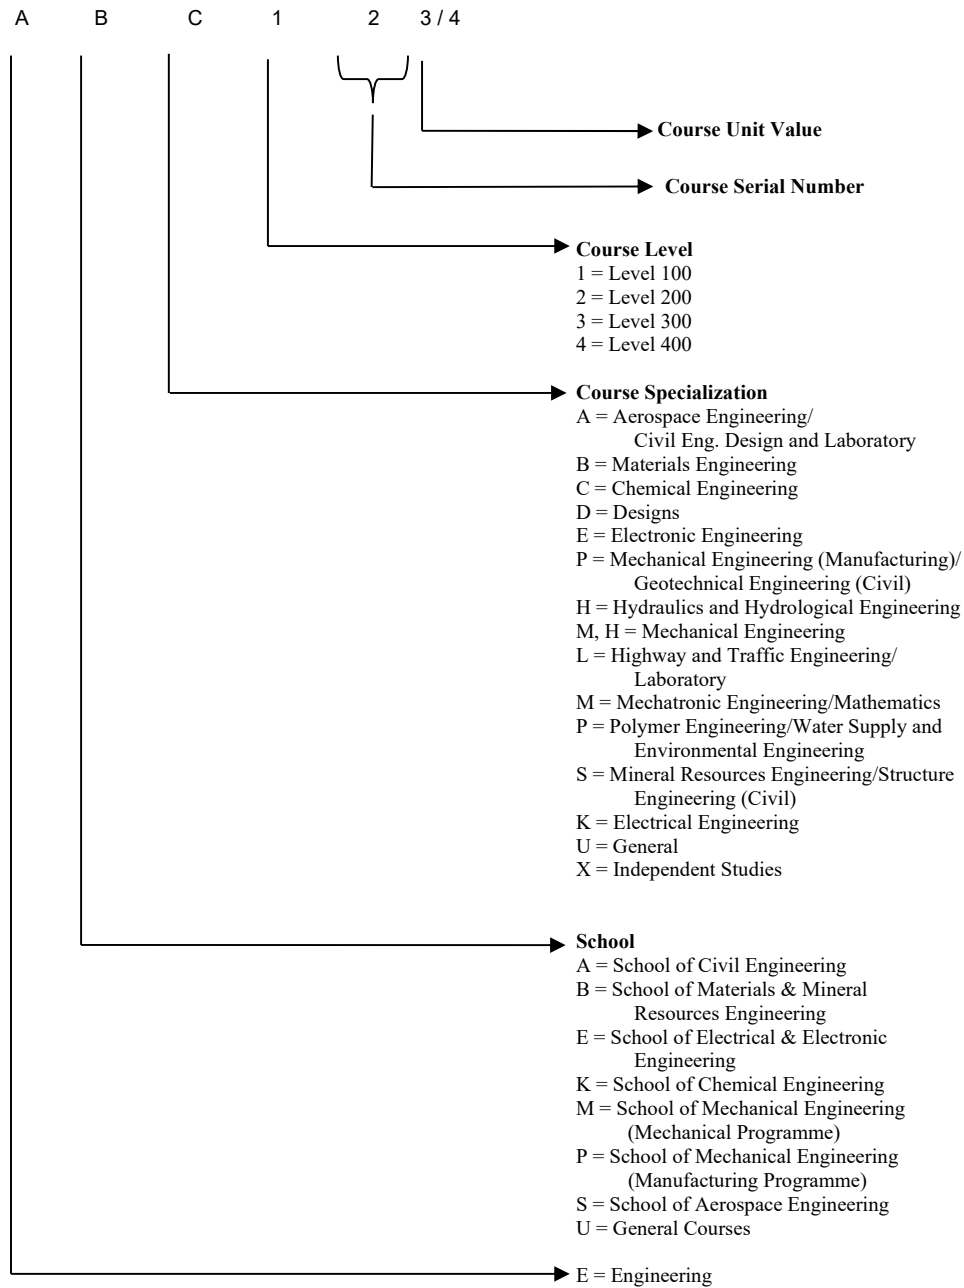 A B C 1 2 3 / 4
Course Unit Value
Course Serial Number
Course Level
1 = Level 100
2 = Level 200
3 = Level 300
4 = Level 400
Course Specialization
A = Aerospace Engineering/
Civil Eng. Design and Laboratory
B = Materials Engineering
C = Chemical Engineering
D = Designs
E = Electronic Engineering
P = Mechanical Engineering (Manufacturing)/
Geotechnical Engineering (Civil)
H = Hydraulics and Hydrological Engineering
M, H = Mechanical Engineering
L = Highway and Traffic Engineering/
Laboratory
M = Mechatronic Engineering/Mathematics
P = Polymer Engineering/Water Supply and
Environmental Engineering
S = Mineral Resources Engineering/Structure
Engineering (Civil)
K = Electrical Engineering
U = General
X = Independent Studies
School
A = School of Civil Engineering
B = School of Materials & Mineral
Resources Engineering
E = School of Electrical & Electronic
Engineering
K = School of Chemical Engineering
M = School of Mechanical Engineering
(Mechanical Programme)
P = School of Mechanical Engineering
(Manufacturing Programme)
S = School of Aerospace Engineering
U = General Courses
E = Engineering